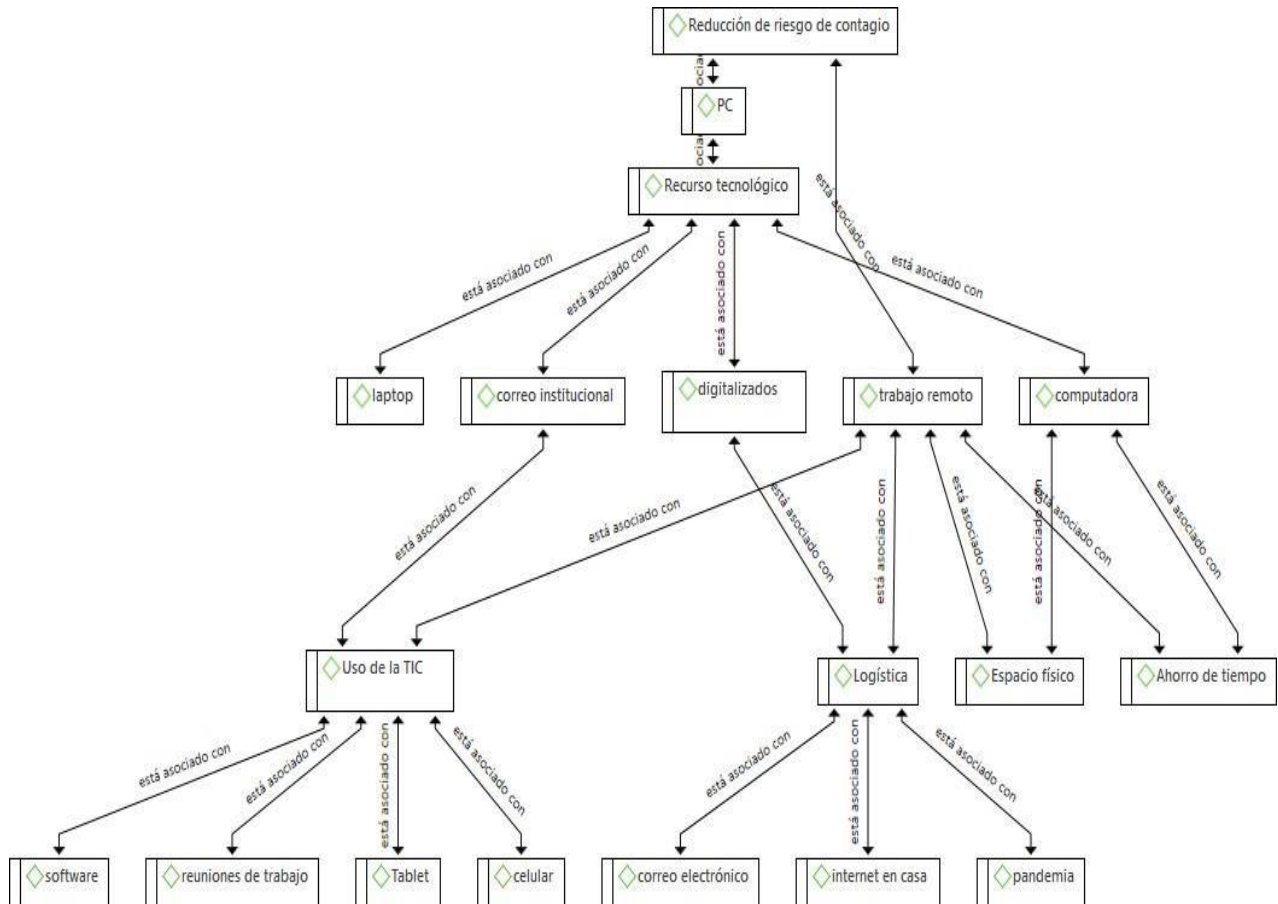 Reducción de riesgo de contagio
PC
Recurso tecnológico
está asociado con
está asociado con
está asociado con
está asociado con
está asociado con
laptop
correo institucional
digitalizados
trabajo remoto
computadora
está asociado con
está asociado con
está asociado con
está asociado con
está asociado con
está asociado con
está asociado con
está asociado con
Uso de la TIC
Logística
Espacio físico
Ahorro de tiempo
está asociado con
está asociado con
está asociado con
está asociado con
está asociado con
está asociado con
está asociado con
software
reuniones de trabajo
Tablet
celular
correo electrónico
internet en casa
pandemia